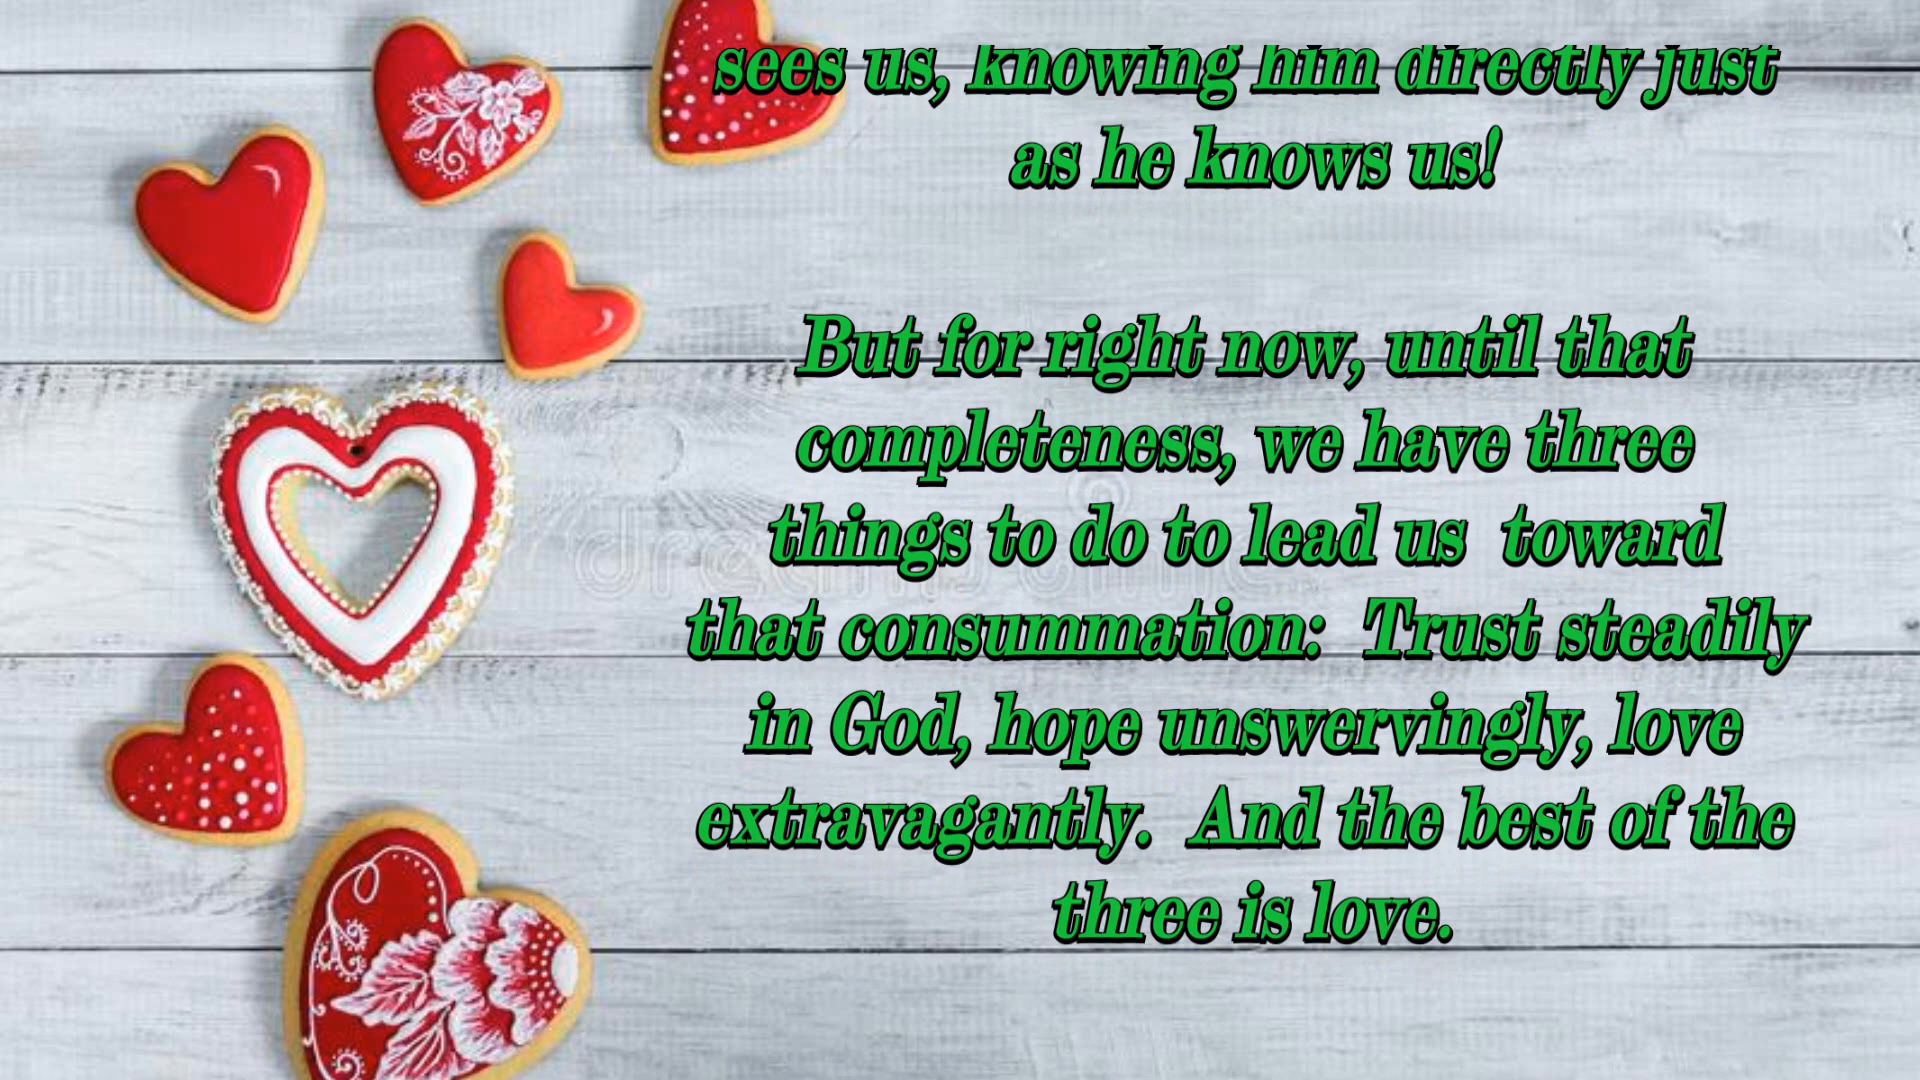 sees us, knowing him directly just
as he knows us!
But for right now, until that
completeness, we have three
things to do to lead us  toward
that consummation:  Trust steadily
in God, hope unswervingly, love
extravagantly.  And the best of the
three is love.
dreamstime